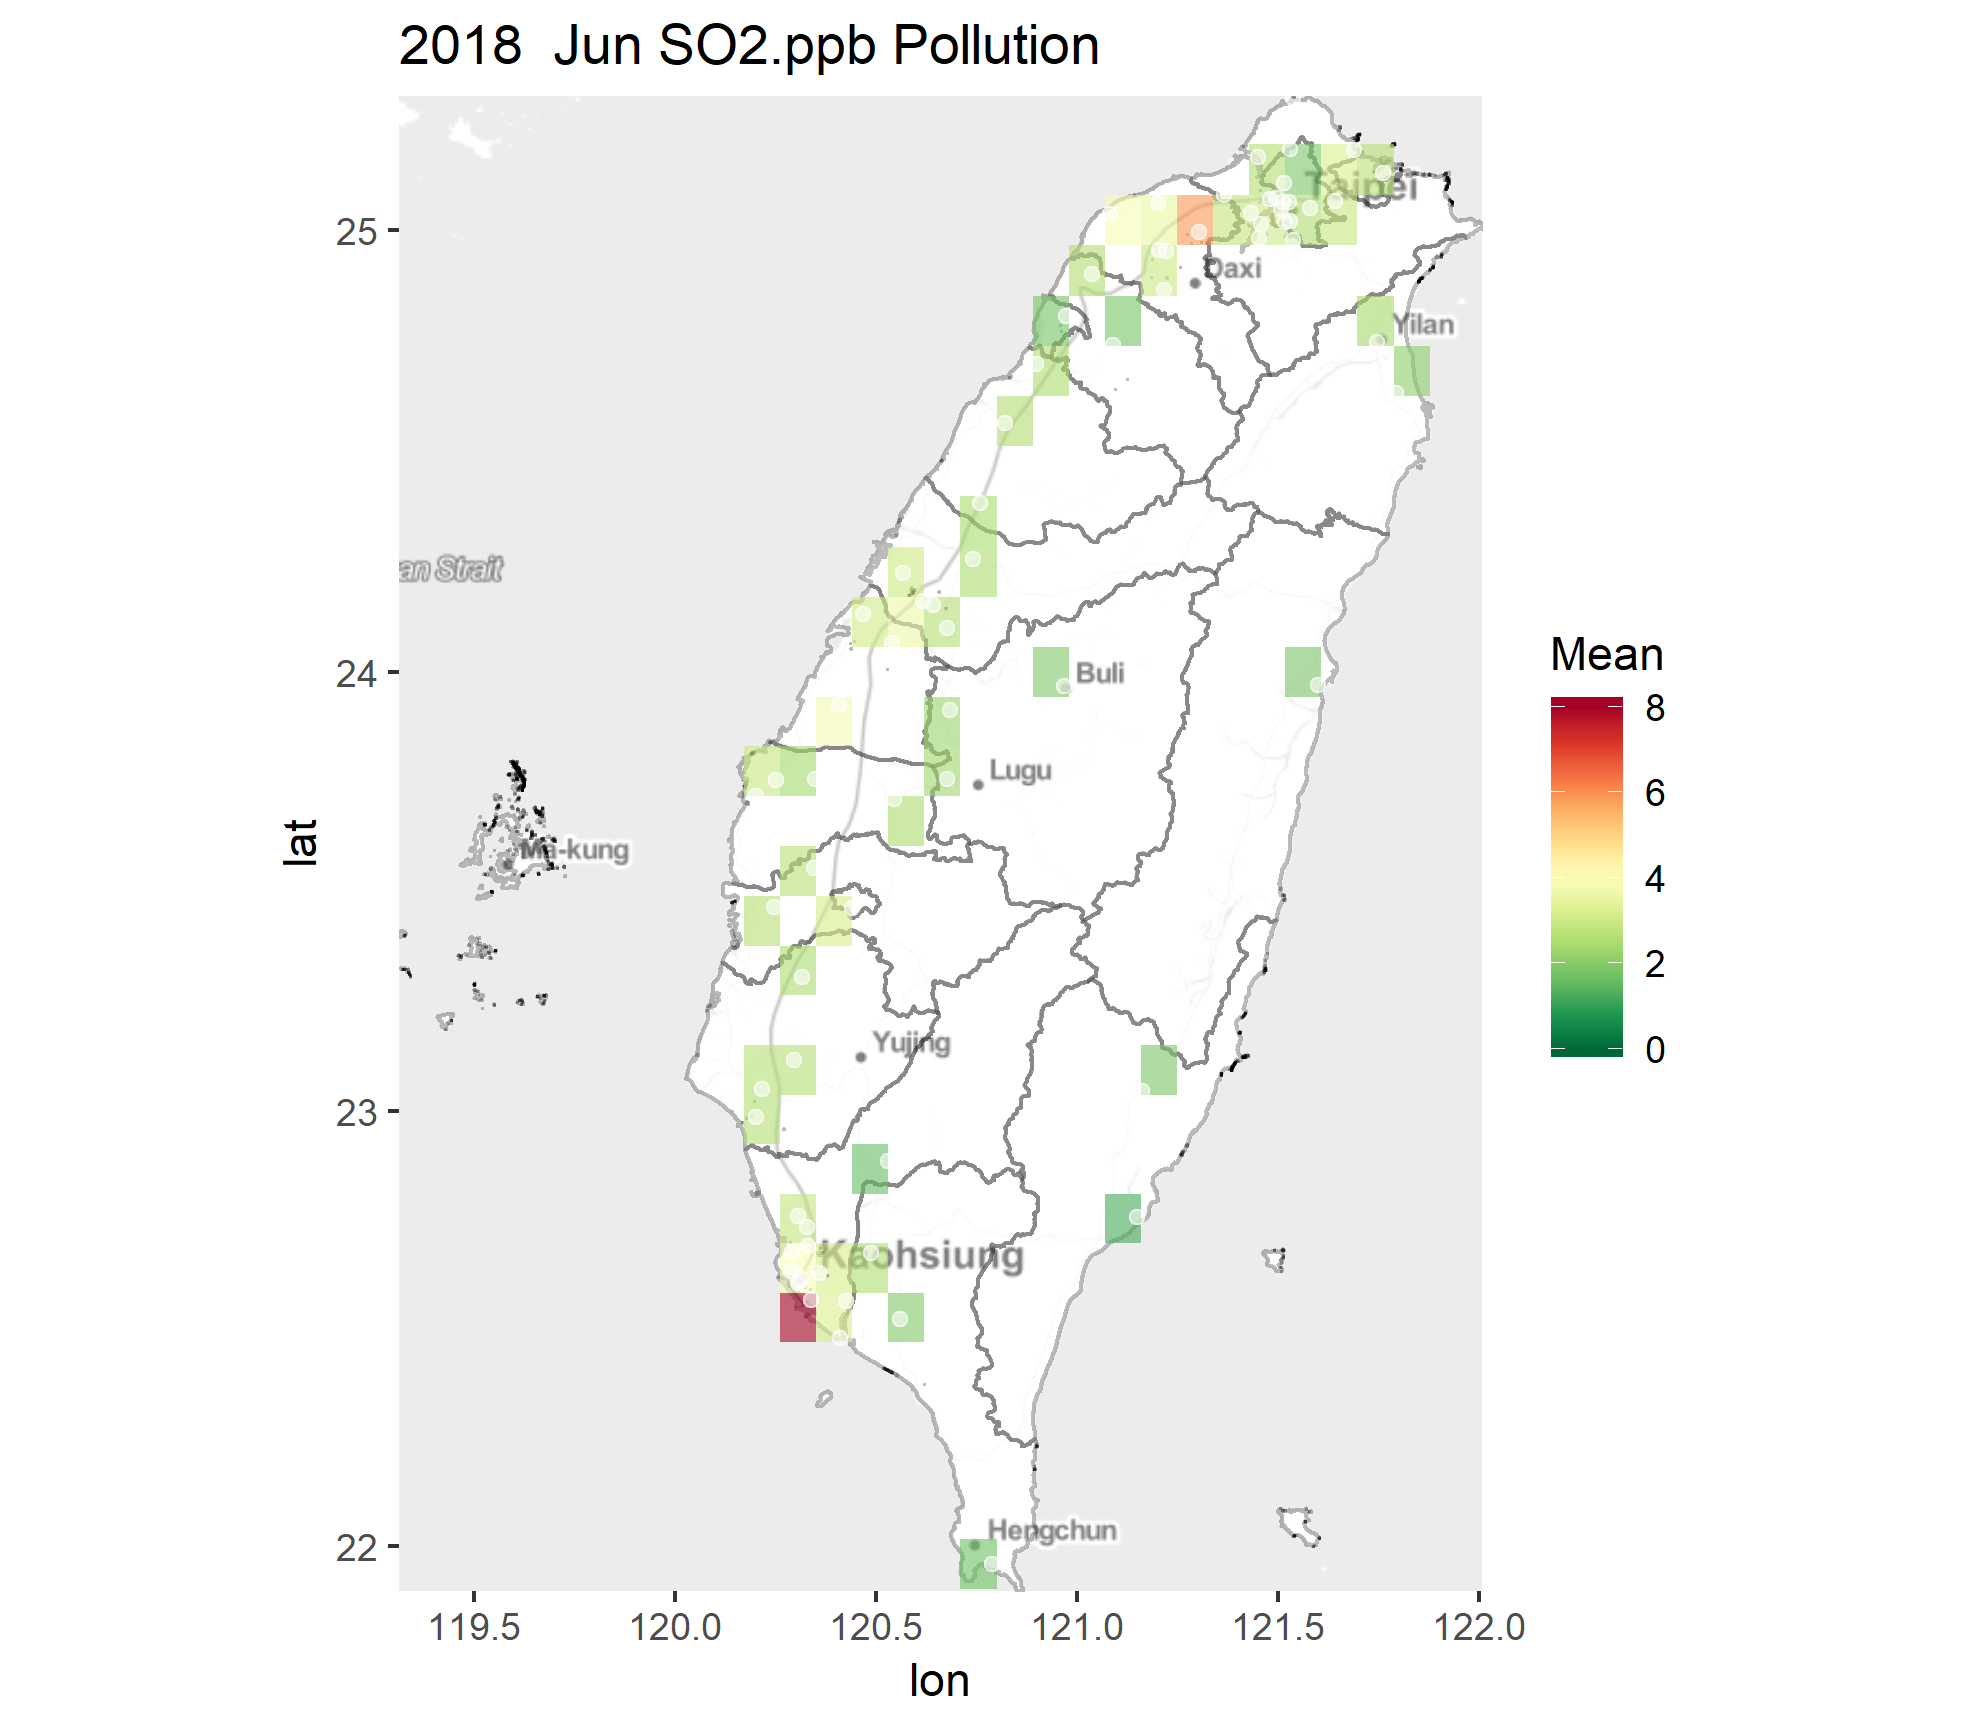 2018  Jun SO2.ppb Pollution
Taipei
25
Daxi
Yilan
an Strait
24
Buli
Mean
8
6
4
2
0
Lugu
lat
Ma-kung
Yujing
23
Kaohsiung
Hengchun
22
119.5 120.0 120.5 121.0 121.5 122.0
lon